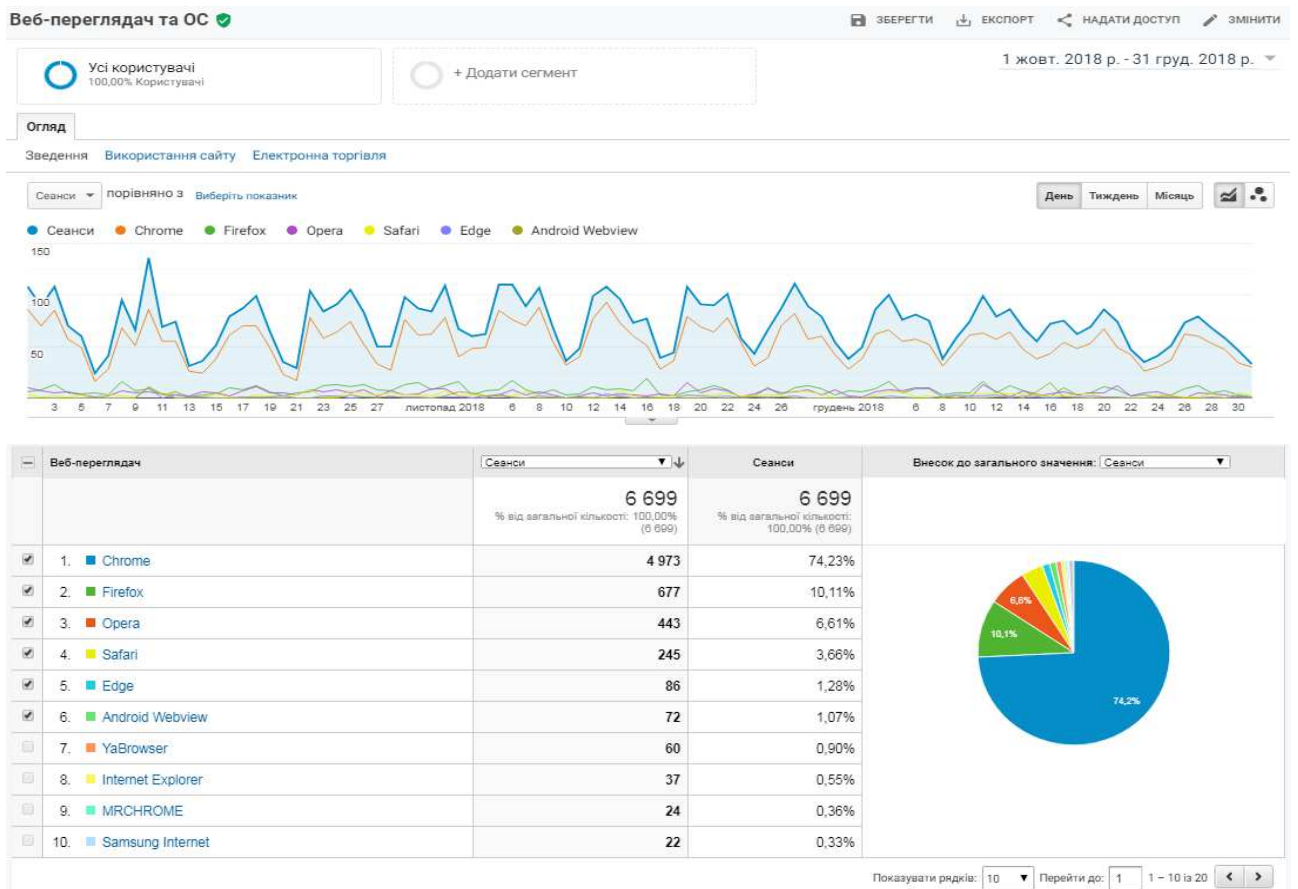 Веб-переглядач та ОС
ЗБЕРЕГТИ ЕКСПОРТ НАДАТИ ДОСТУП ЗМІНИТИ
Усі користувачі
100,00% Користувачі
+ Додати сегмент
1 жовт. 2018 р. - 31 груд. 2018 р.
Огляд
Зведення Використання сайту Електронна торгівля
Сеанси порівняно з Виберіть показник
День Тиждень Місяць
Сеанси Chrome Firefox Opera Safari Edge Android Webview
150
100
50
3 5 7 9 11 13 15 17 19 21 23 25 27 листопад 2018 6 8 10 12 14 16 18 20 22 24 26 грудень 2018 6 8 10 12 14 16 18 20 22 24 26 28 30
Веб-переглядач Сеанси Сеанси Внесок до загального значення: Сеанси
6 699 6 699
% від загальної кількості: 100,00% % від загальної кількості:
(6 699) 100,00% (6 699)
1. Chrome 4 973 74,23%
2. Firefox 677 10,11%
3. Opera 443 6,61%
4. Safari 245 3,66%
5. Edge 86 1,28%
6. Android Webview 72 1,07%
7. YaBrowser 60 0,90%
8. Internet Explorer 37 0,55%
9. MRCHROME 24 0,36%
10. Samsung Internet 22 0,33%
6,6%
10,1%
74,2%
Показувати рядків: 10 Перейти до: 1 1 – 10 із 20